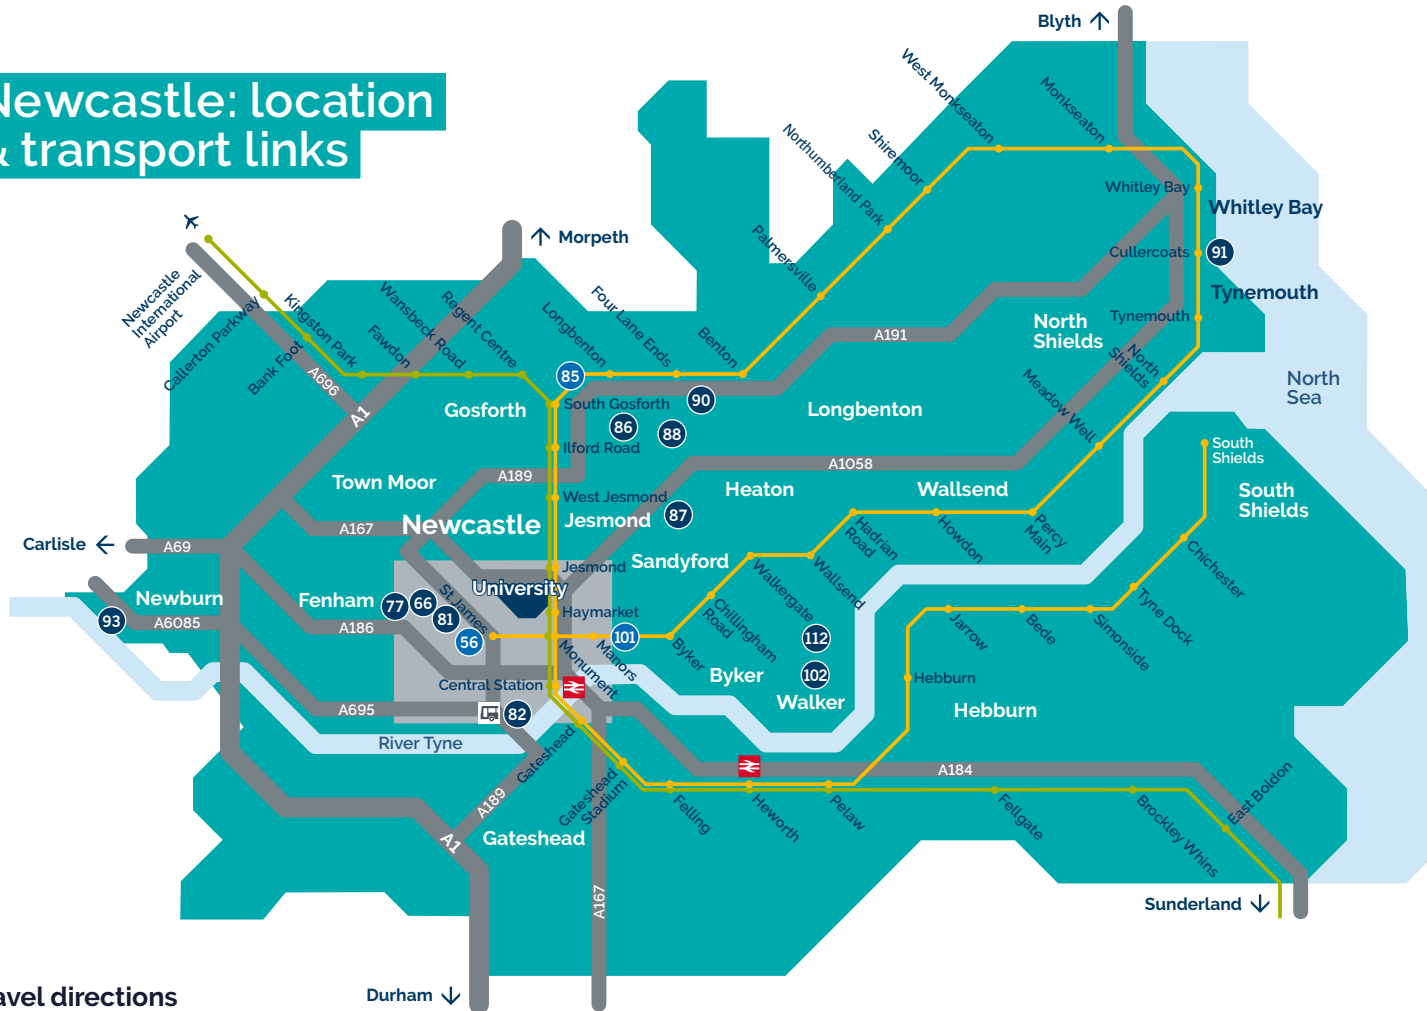 Newcastle: location
& transport links
Blyth
Morpeth
Newcastle
International
Airport
Callerton Parkway
Bank Foot
Kingston Park
Fawdon
Wansbeck Road
Regent Centre
Longbenton
Four Lane Ends
Benton
Palmersville
Northumberland Park
Shiremoor
West Monkseaton
Monkseaton
Whitley Bay
Whitley Bay
Cullercoats
91
Tynemouth
Tynemouth
North
Shields
North
Shields
Meadow Well
North
Sea
A696
A1
A191
85
South Gosforth
90
86
88
Gosforth
Longbenton
Ilford Road
Town Moor
A189
A1058
West Jesmond
Heaton
Wallsend
Newcastle
Jesmond
87
A167
Carlisle
A69
South
Shields
South
Shields
Chichester
Tyne Dock
Simonside
Bede
Jarrow
Hebburn
Hebburn
Percy
Main
Howdon
Hadrian
Road
Wallsend
Walkergate
Chillingham
Road
Byker
Manors
Monument
Sandyford
Jesmond
University
Haymarket
St James
Newburn
Fenham
77
66
81
56
93
A6085
A186
101
112
102
Byker
Walker
Central Station
A695
82
River Tyne
Gateshead
Gateshead
Stadium
Felling
Heworth
Pelaw
Fellgate
Brockley Whins
East Boldon
A184
A189
A1
Gateshead
A167
Sunderland
Durham
avel directions